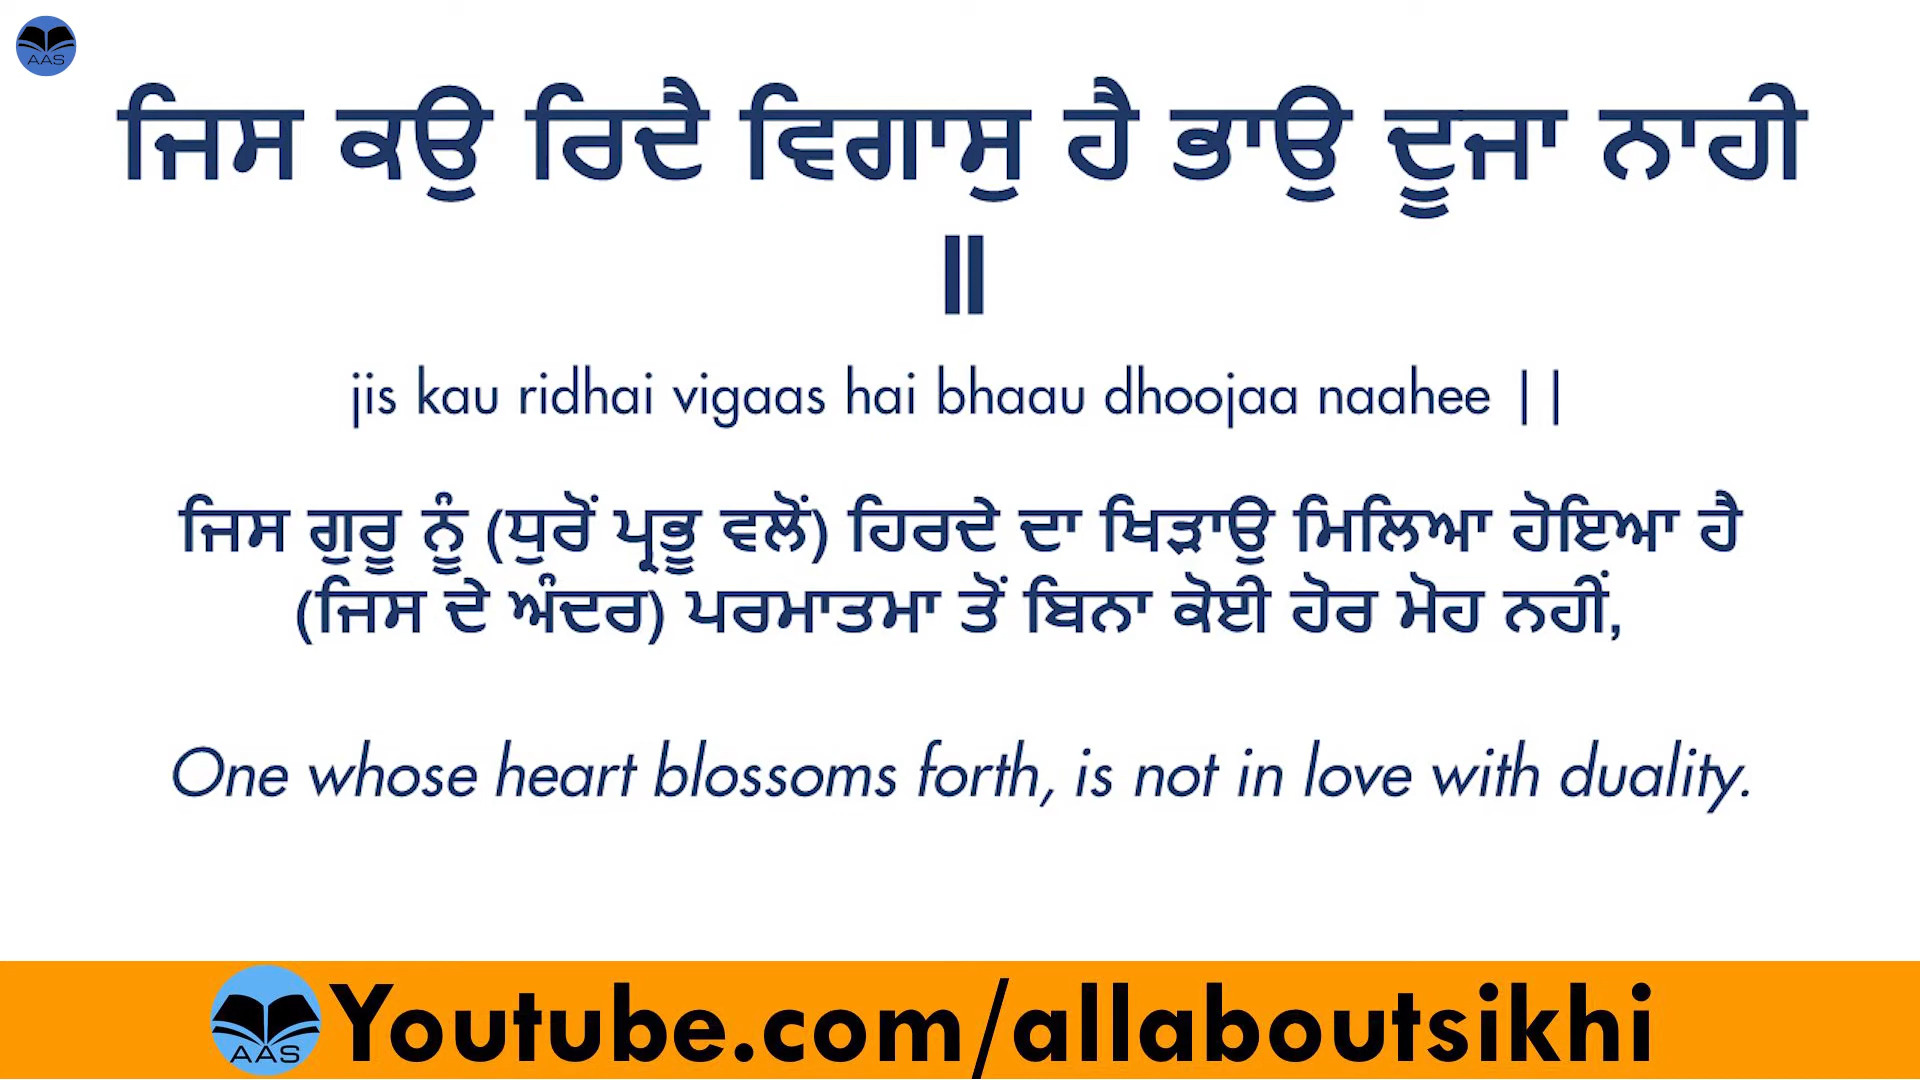 AAS
ਜਿਸ ਕਉ ਰਿਦੈ ਵਿਗਾਸੁ ਹੈ ਭਾਉ ਦੂਜਾ ਨਾਹੀ
॥
jis kau ridhai vigaas hai bhaau dhoojaa naahee ||
ਜਿਸ ਗੁਰੂ ਨੂੰ (ਧੁਰੋਂ ਪ੍ਰਭੂ ਵਲੋਂ) ਹਿਰਦੇ ਦਾ ਖਿੜਾਉ ਮਿਲਿਆ ਹੋਇਆ ਹੈ
(ਜਿਸ ਦੇ ਅੰਦਰ) ਪਰਮਾਤਮਾ ਤੋਂ ਬਿਨਾ ਕੋਈ ਹੋਰ ਮੋਹ ਨਹੀਂ,
One whose heart blossoms forth, is not in love with duality.
AAS Youtube.com/allaboutsikhi